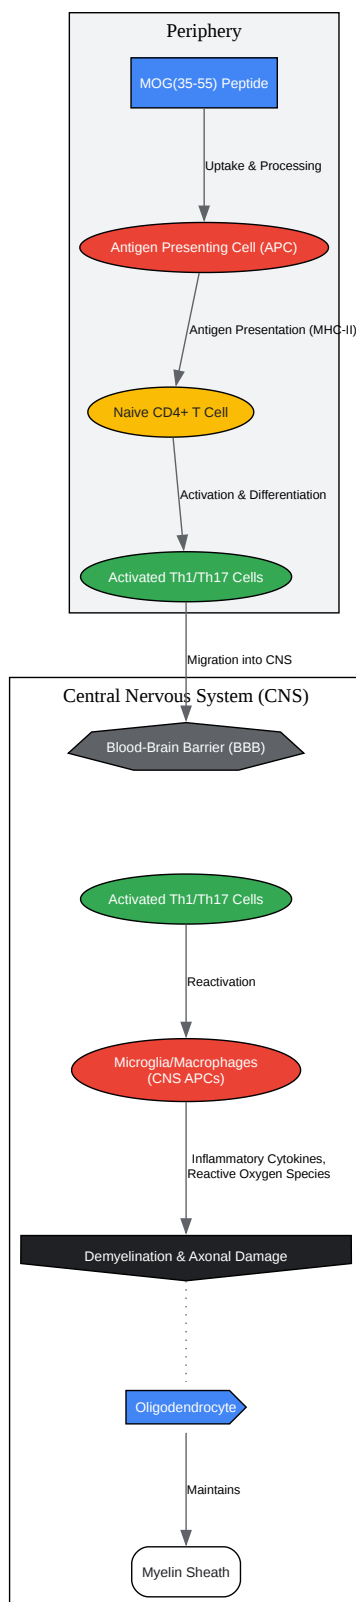 Periphery
MOG(35-55) Peptide
Uptake & Processing
Antigen Presenting Cell (APC)
Antigen Presentation (MHC-II)
Naive CD4+ T Cell
Activation & Differentiation
Activated Th1/Th17 Cells
Migration into CNS
Central Nervous System (CNS)
Blood-Brain Barrier (BBB)
Activated Th1/Th17 Cells
Reactivation
Microglia/Macrophages
(CNS APCs)
Inflammatory Cytokines,
Reactive Oxygen Species
Demyelination & Axonal Damage
Oligodendrocyte
Maintains
Myelin Sheath